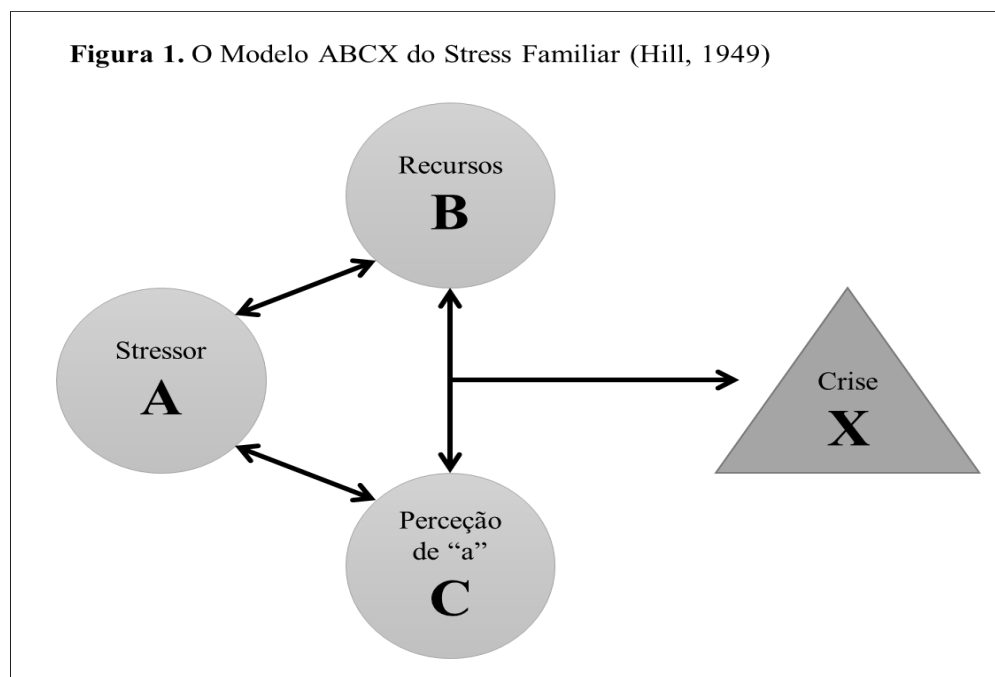 Figura 1. O Modelo ABCX do Stress Familiar (Hill, 1949)
Recursos
B
Stressor
A
Crise
X
Perceção
de “a”
C